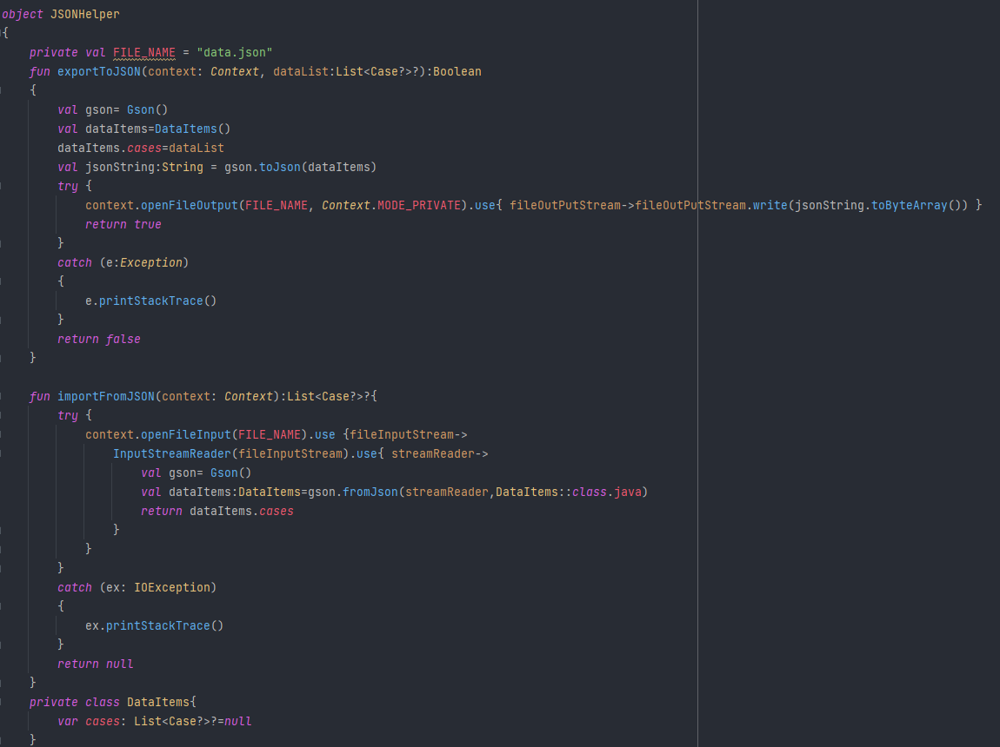 object JSONHelper
{
    private val FILE_NAME = "data.json"
    fun exportToJSON(context: Context, dataList:List<Case?>?):Boolean
    {
        val gson= Gson()
        val dataItems=DataItems()
        dataItems.cases=dataList
        val jsonString:String = gson.toJson(dataItems)
        try {
            context.openFileOutput(FILE_NAME, Context.MODE_PRIVATE).use{ fileOutPutStream->fileOutPutStream.write(jsonString.toByteArray()) }
            return true
        }
        catch (e:Exception)
        {
            e.printStackTrace()
        }
        return false
    }

    fun importFromJSON(context: Context):List<Case?>?{
        try {
            context.openFileInput(FILE_NAME).use {fileInputStream->
                InputStreamReader(fileInputStream).use{ streamReader->
                    val gson= Gson()
                    val dataItems:DataItems=gson.fromJson(streamReader,DataItems::class.java)
                    return dataItems.cases
                }
            }
        }
        catch (ex: IOException)
        {
            ex.printStackTrace()
        }
        return null
    }
    private class DataItems{
        var cases: List<Case?>?=null
    }